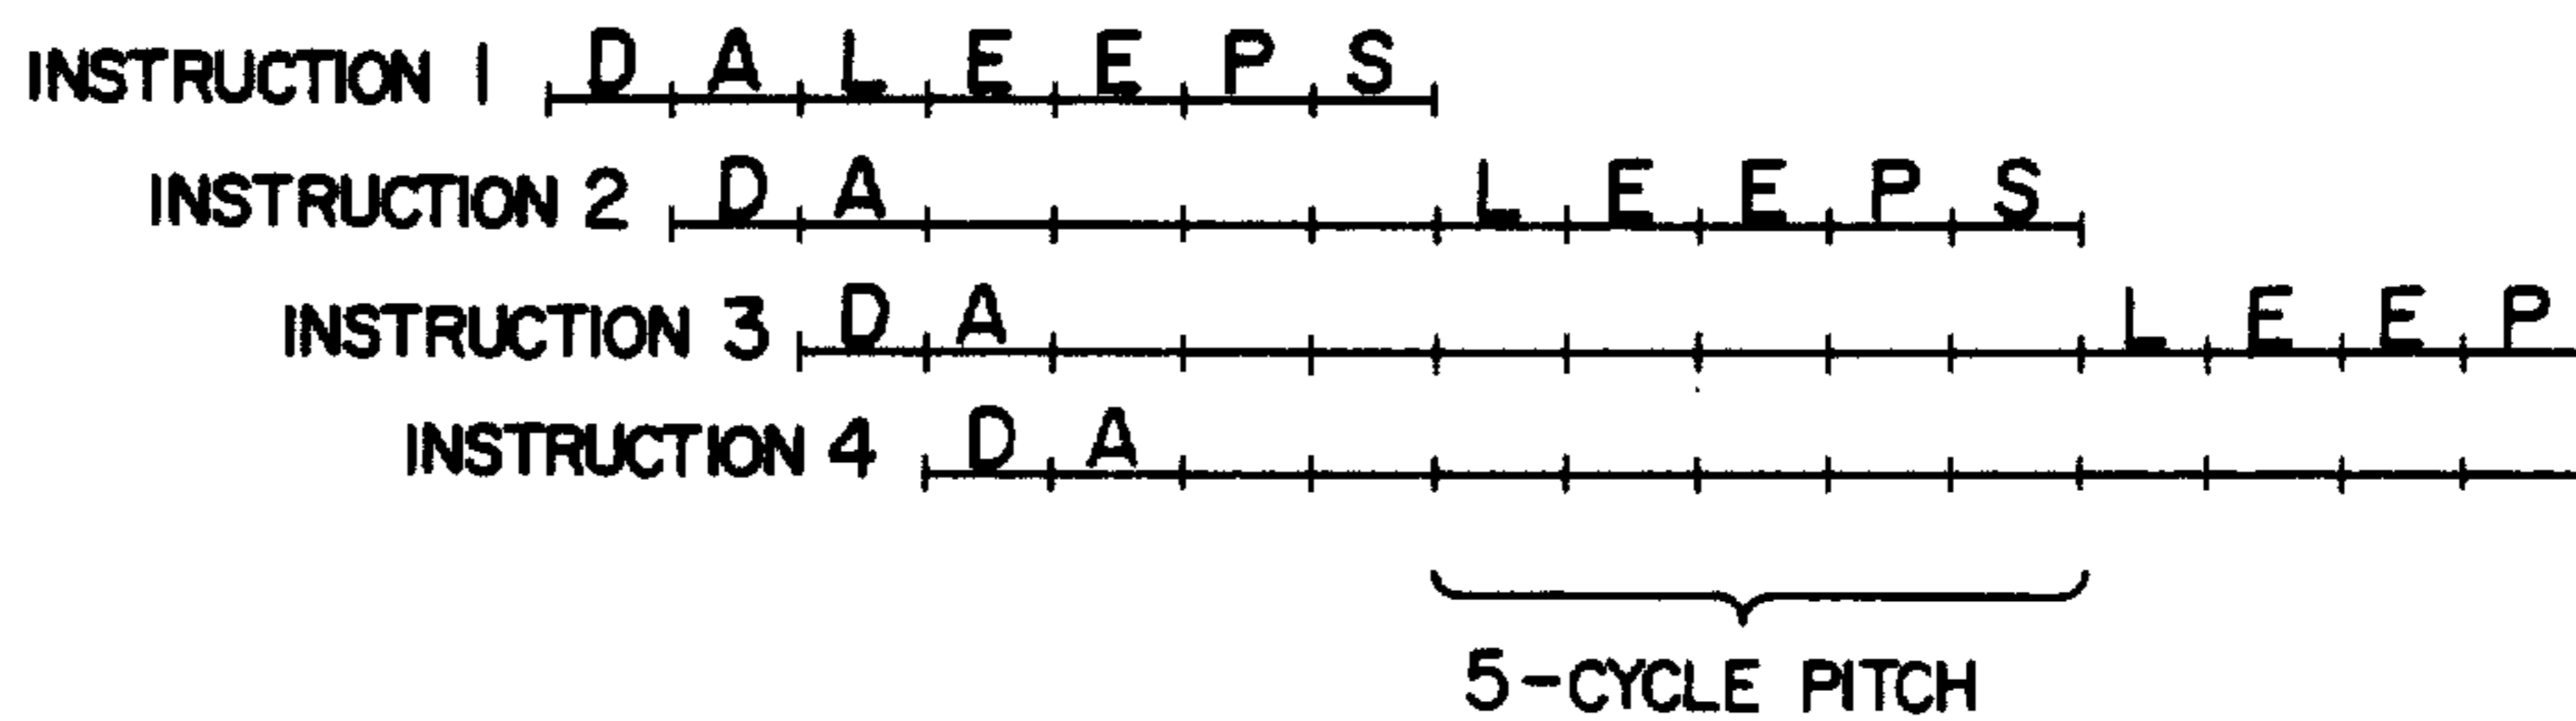 INSTRUCTION 1 D A L E E P S
INSTRUCTION 2 D A L E E P S
INSTRUCTION 3 D A L E E P
INSTRUCTION 4 D A
5-CYCLE PITCH